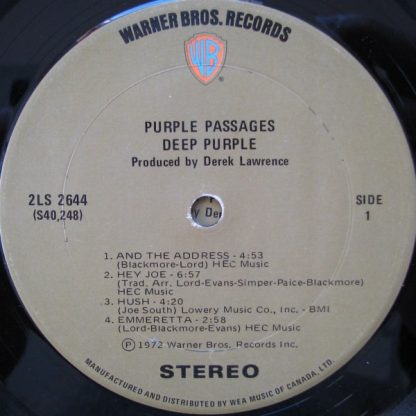 WARNER BROS. RECORDS
WB
PURPLE PASSAGES
DEEP PURPLE
Produced by Derek Lawrence
2LS 2644
(S40,248)
SIDE
1
y Der
1. AND THE ADDRESS - 4:53
(Blackmore-Lord) HEC Music
2. HEY JOE - 6:57
(Trad. Arr. Lord-Evans-Simper-Paice-Blackmore)
HEC Music
3. HUSH - 4:20
(Joe South) Lowery Music Co., Inc. - BMI
4. EMMERETTA - 2:58
(Lord-Blackmore-Evans) HEC Music
Ⓟ 1972 Warner Bros. Records Inc.
STEREO
MANUFACTURED AND DISTRIBUTED BY WEA MUSIC OF CANADA, LTD.